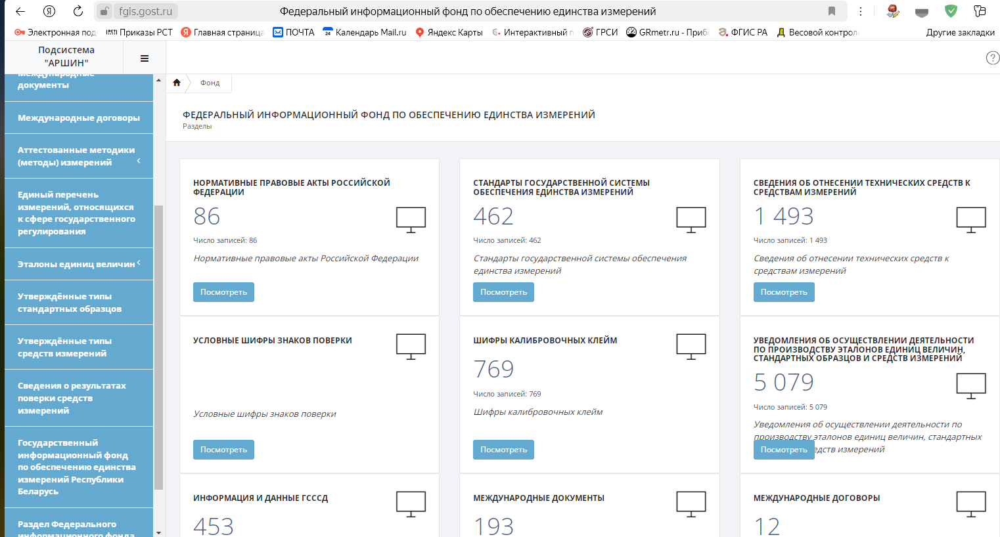 fgis.gost.ru
Федеральный информационный фонд по обеспечению единства измерений
Электронная под
Приказы РСТ
Главная страница
ПОЧТА
24 Календарь Mail.ru
Яндекс Карты
Интерактивный п
ГРСИ
GRmetr.ru - Прибо
ФГИС РА
Весовой контрол
Другие закладки
Подсистема
"АРШИН"
?
Международные
документы
Международные договоры
Аттестованные методики
(методы) измерений
Единый перечень
измерений, относящихся
к сфере государственного
регулирования
Эталоны единиц величин
Утверждённые типы
стандартных образцов
Утверждённые типы
средств измерений
Сведения о результатах
поверки средств
измерений
Государственный
информационный фонд
по обеспечению единства
измерений Республики
Беларусь
Раздел Федерального
информационного фонда
Фонд
ФЕДЕРАЛЬНЫЙ ИНФОРМАЦИОННЫЙ ФОНД ПО ОБЕСПЕЧЕНИЮ ЕДИНСТВА ИЗМЕРЕНИЙ
Разделы
НОРМАТИВНЫЕ ПРАВОВЫЕ АКТЫ РОССИЙСКОЙ
ФЕДЕРАЦИИ
86
Число записей: 86
Нормативные правовые акты Российской Федерации
Посмотреть
СТАНДАРТЫ ГОСУДАРСТВЕННОЙ СИСТЕМЫ
ОБЕСПЕЧЕНИЯ ЕДИНСТВА ИЗМЕРЕНИЙ
462
Число записей: 462
Стандарты государственной системы обеспечения
единства измерений
Посмотреть
СВЕДЕНИЯ ОБ ОТНЕСЕНИИ ТЕХНИЧЕСКИХ СРЕДСТВ К
СРЕДСТВАМ ИЗМЕРЕНИЙ
1 493
Число записей: 1 493
Сведения об отнесении технических средств к
средствам измерений
Посмотреть
УСЛОВНЫЕ ШИФРЫ ЗНАКОВ ПОВЕРКИ
Условные шифры знаков поверки
Посмотреть
ШИФРЫ КАЛИБРОВОЧНЫХ КЛЕЙМ
769
Число записей: 769
Шифры калибровочных клейм
Посмотреть
УВЕДОМЛЕНИЯ ОБ ОСУЩЕСТВЛЕНИИ ДЕЯТЕЛЬНОСТИ
ПО ПРОИЗВОДСТВУ ЭТАЛОНОВ ЕДИНИЦ ВЕЛИЧИН,
СТАНДАРТНЫХ ОБРАЗЦОВ И СРЕДСТВ ИЗМЕРЕНИЙ
5 079
Число записей: 5 079
Уведомления об осуществлении деятельности по
производству эталонов единиц величин, стандартных
едств измерений
Посмотреть
ИНФОРМАЦИЯ И ДАННЫЕ ГСССД
453
МЕЖДУНАРОДНЫЕ ДОКУМЕНТЫ
193
МЕЖДУНАРОДНЫЕ ДОГОВОРЫ
12